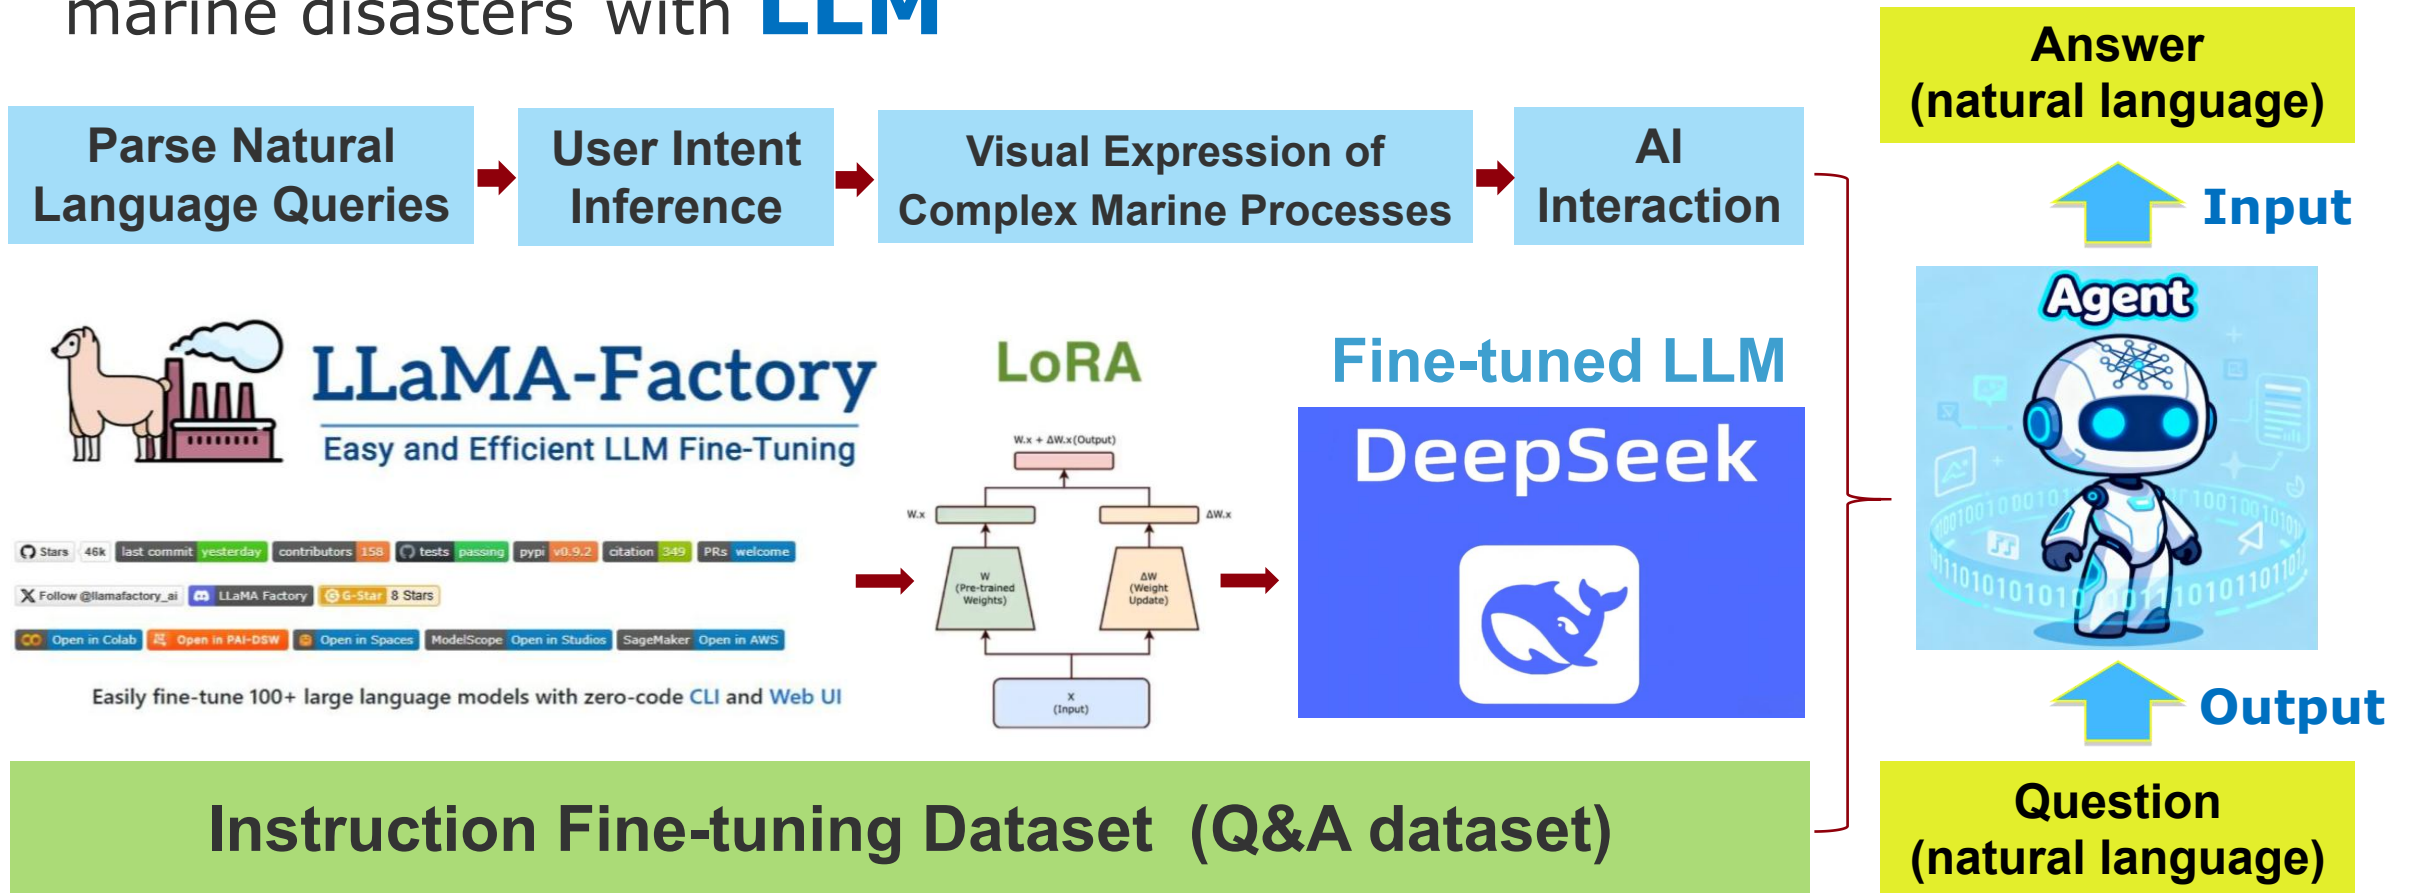 marine disasters with LLM
Parse Natural
Language Queries
User Intent
Inference
Visual Expression of
Complex Marine Processes
AI
Interaction
Answer
(natural language)
Input
Agent
LLaMA-Factory
Easy and Efficient LLM Fine-Tuning
Stars 46k last commit yesterday contributors 158 tests passing pypi v0.9.2 citation 349 PRs welcome
Follow @llamafactory_ai LLaMA Factory G-Star 8 Stars
Open in Colab Open in PAI-DSW Open in Spaces ModelScope Open in Studios SageMaker Open in AWS
Easily fine-tune 100+ large language models with zero-code CLI and Web UI
LoRA
W.x + ΔW.x(Output)
W.x
ΔW.x
W
(Pre-trained
Weights)
ΔW
(Weight
Update)
X
(Input)
Fine-tuned LLM
DeepSeek
Output
Question
(natural language)
Instruction Fine-tuning Dataset (Q&A dataset)